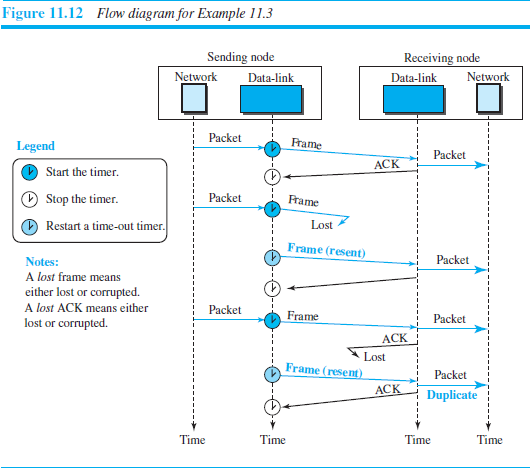 Figure 11.12 Flow diagram for Example 11.3
Sending node
Receiving node
Network
Data-link
Data-link
Network
Legend
Start the timer.
Stop the timer.
Restart a time-out timer.
Notes:
A lost frame means
either lost or corrupted.
A lost ACK means either
lost or corrupted.
Packet
Frame
Packet
ACK
Packet
Frame
Lost
Frame (resent)
Packet
Packet
Frame
Packet
ACK
Lost
Frame (resent)
Packet
ACK
Duplicate
Time
Time
Time
Time